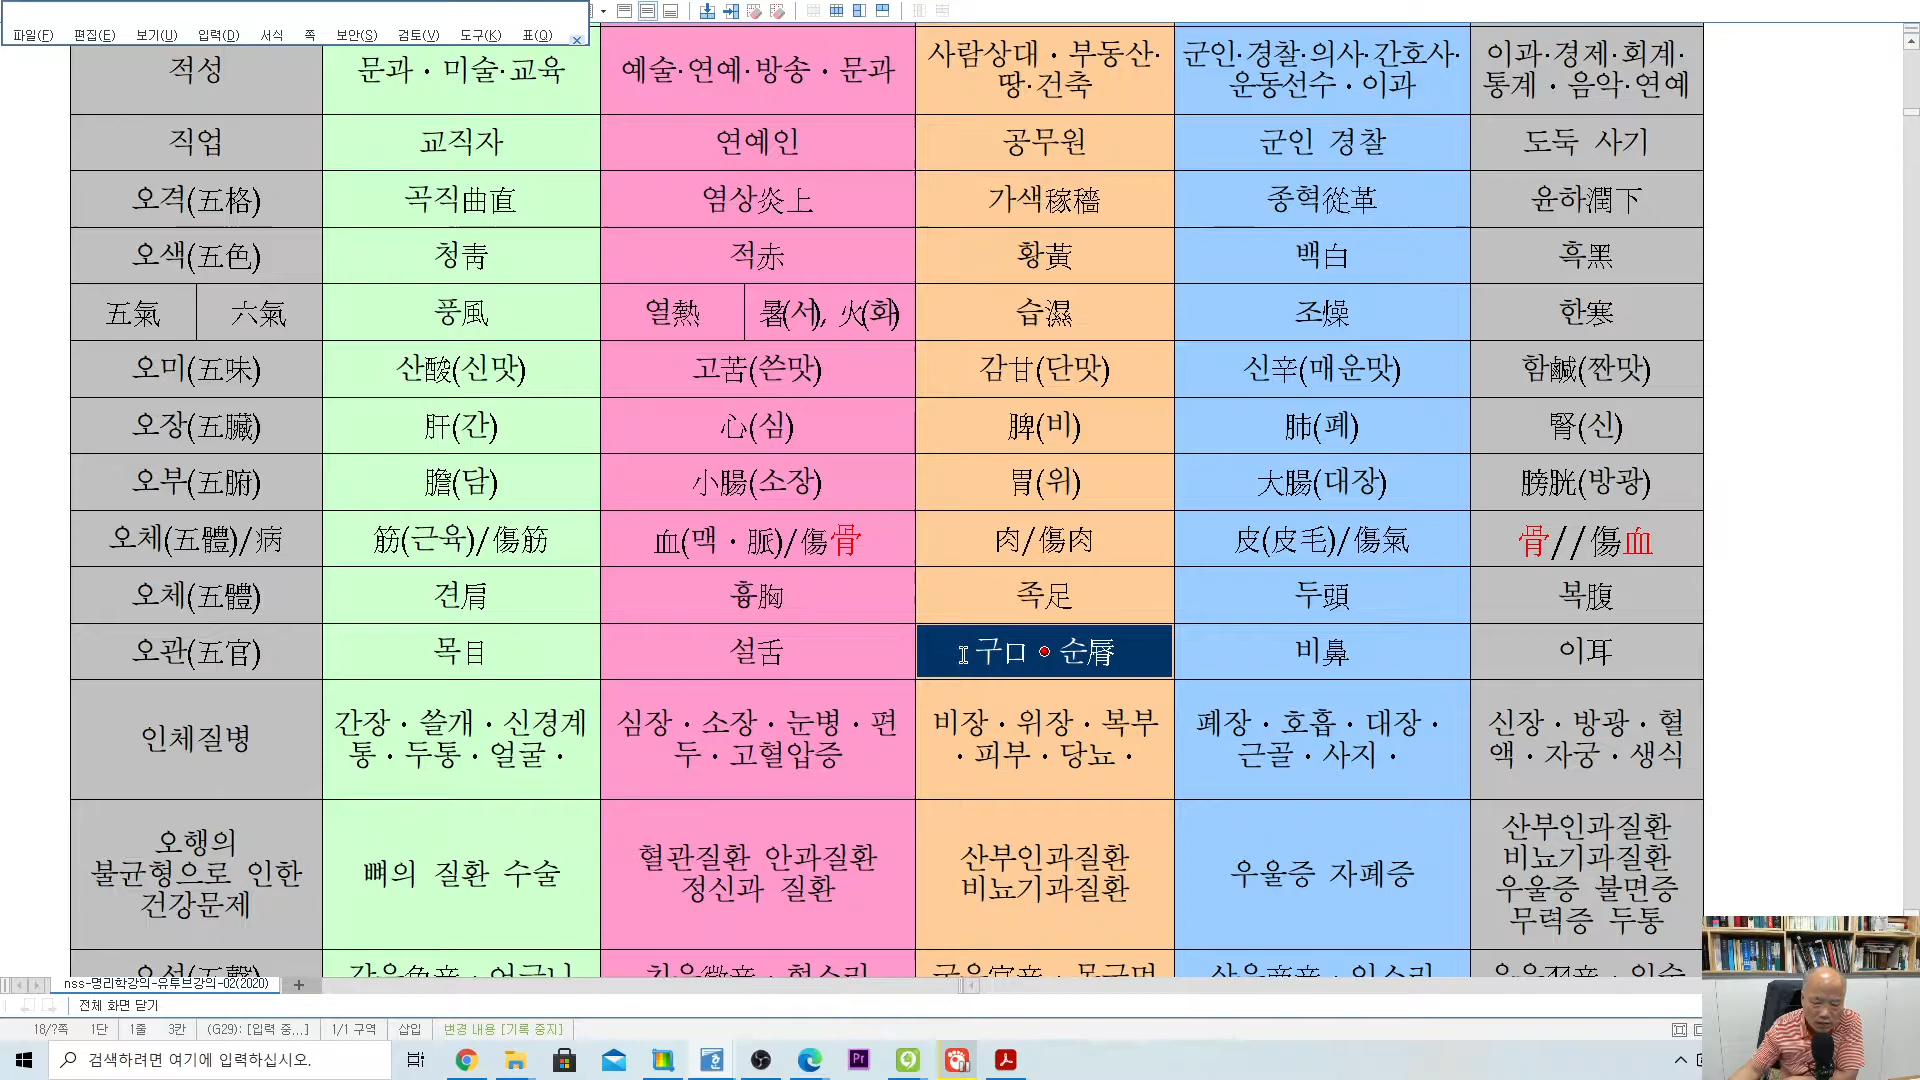 파일(F) 편집(E) 보기(U) 입력(D) 서식 쪽 보안(S) 검토(V) 도구(K) 표(Q)
적성 문과・미술·교육 예술·연예·방송・문과 사람상대・부동산· 군인·경찰·의사·간호사· 이과·경제·회계·
땅·건축 운동선수・이과 통계・음악·연예
직업 교직자 연예인 공무원 군인 경찰 도둑 사기
오격(五格) 곡직曲直 염상炎上 가색稼穡 종혁從革 윤하潤下
오색(五色) 청靑 적赤 황黃 백白 흑黑
五氣 六氣 풍風 열熱 暑(서), 火(화) 습濕 조燥 한寒
오미(五味) 산酸(신맛) 고苦(쓴맛) 감甘(단맛) 신辛(매운맛) 함鹹(짠맛)
오장(五臟) 肝(간) 心(심) 脾(비) 肺(폐) 腎(신)
오부(五腑) 膽(담) 小腸(소장) 胃(위) 大腸(대장) 膀胱(방광)
오체(五體)/病 筋(근육)/傷筋 血(맥・脈)/傷骨 肉/傷肉 皮(皮毛)/傷氣 骨//傷血
오체(五體) 견肩 흉胸 족足 두頭 복腹
오관(五官) 목目 설舌 구口・순脣 비鼻 이耳
인체질병 간장・쓸개・신경계 심장・소장・눈병・편 비장・위장・복부 폐장・호흡・대장・ 신장・방광・혈
통・두통・얼굴・ 두・고혈압증 ・피부・당뇨・ 근골・사지・ 액・자궁・생식
오행의 불균형으로 인한 건강문제 뼈의 질환 수술 혈관질환 안과질환 산부인과질환 우울증 자폐증 산부인과질환
정신과 질환 비뇨기과질환 비뇨기과질환
우울증 불면증
무력증 두통
nss-명리학강의-유투브강의-02(2020)
전체 화면 닫기
18/?쪽 1단 1줄 3칸 (G29): [입력 중...] 1/1 구역 삽입 변경 내용 [기록 중지]
검색하려면 여기에 입력하십시오.
Pr